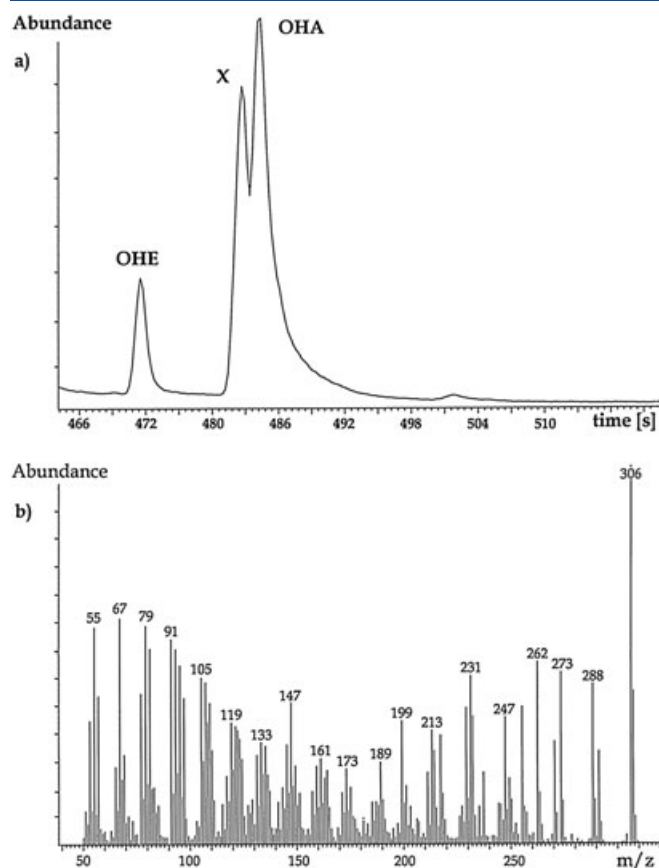 Abundance
a)
OHA
X
OHE
466 472 480 486 492 498 504 510 time [s]
Abundance
b)
306
55 67 79 91 105 119 133 147 161 173 189 199 213 231 247 262 273 288
50 100 150 200 250 m/z